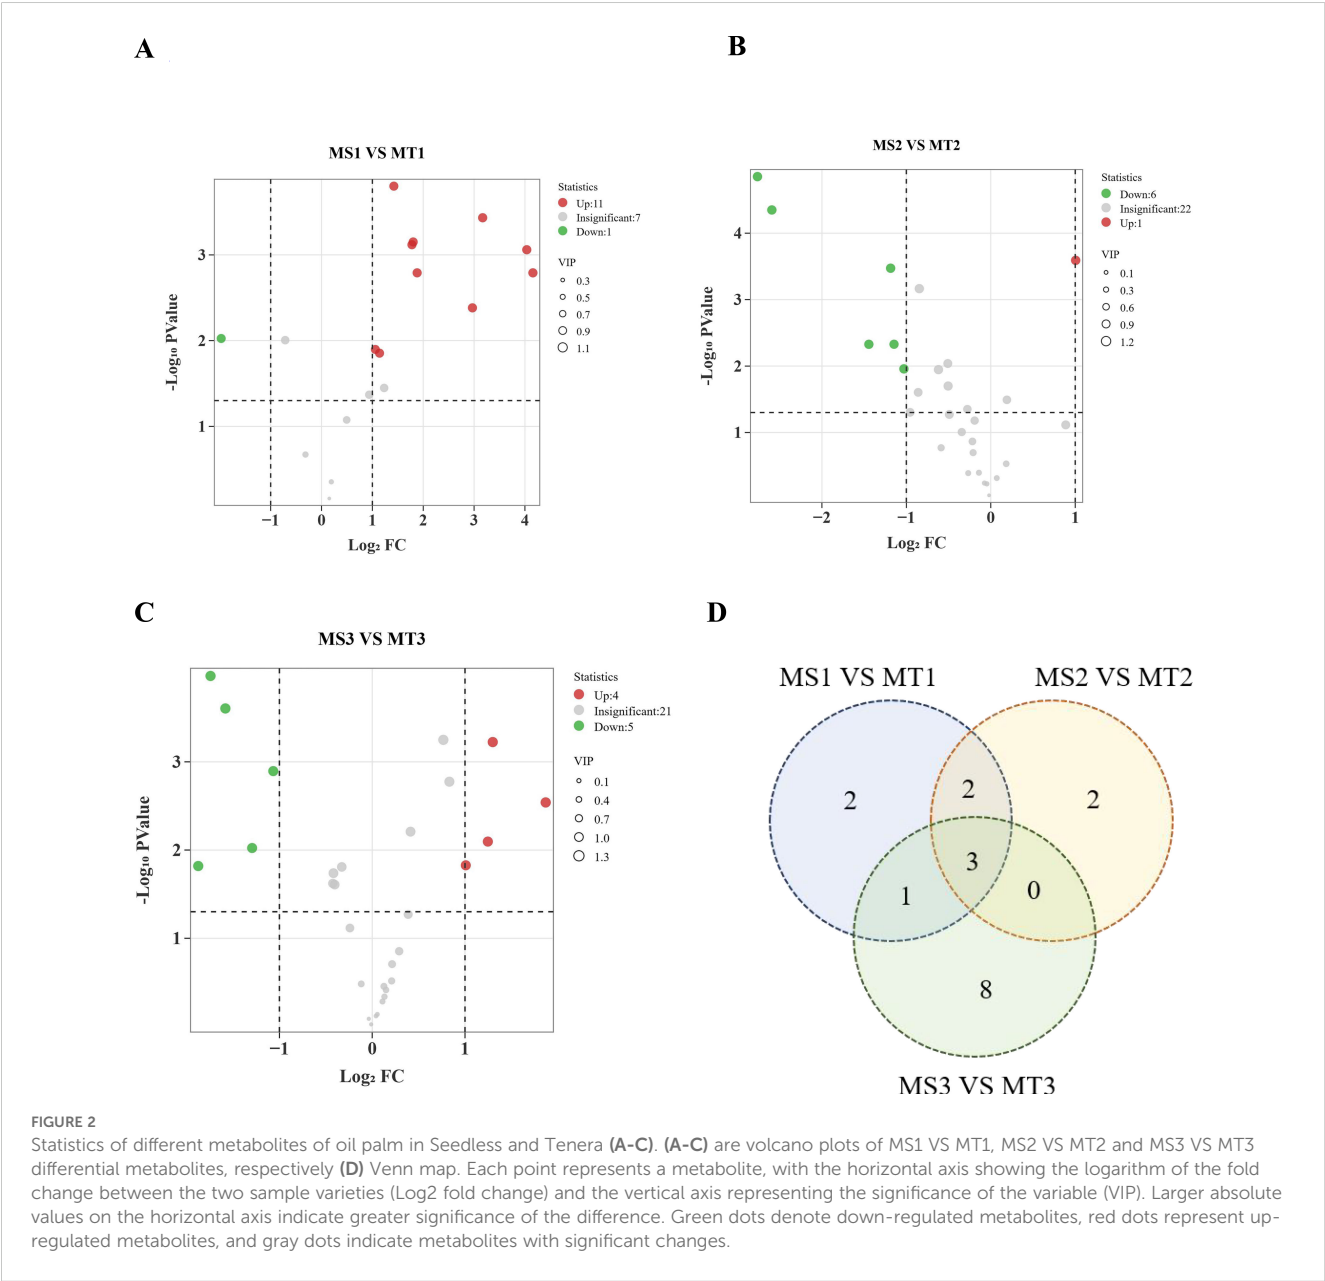 A
B
MS1 VS MT1
Statistics
Up:11
Insignificant:7
Down:1
VIP
0.3
0.5
0.7
0.9
1.1
3
2
1
-Log₁₀ PValue
−1 0 1 2 3 4
Log₂ FC
MS2 VS MT2
Statistics
Down:6
Insignificant:22
Up:1
VIP
0.1
0.3
0.6
0.9
1.2
4
3
2
1
-Log₁₀ PValue
−2 −1 0 1
Log₂ FC
C
D
MS3 VS MT3
Statistics
Up:4
Insignificant:21
Down:5
VIP
0.1
0.4
0.7
1.0
1.3
3
2
1
-Log₁₀ PValue
−1 0 1
Log₂ FC
MS1 VS MT1 MS2 VS MT2
2 2 2
3
1 0
8
MS3 VS MT3
FIGURE 2
Statistics of different metabolites of oil palm in Seedless and Tenera (A-C). (A-C) are volcano plots of MS1 VS MT1, MS2 VS MT2 and MS3 VS MT3
differential metabolites, respectively (D) Venn map. Each point represents a metabolite, with the horizontal axis showing the logarithm of the fold
change between the two sample varieties (Log2 fold change) and the vertical axis representing the significance of the variable (VIP). Larger absolute
values on the horizontal axis indicate greater significance of the difference. Green dots denote down-regulated metabolites, red dots represent up-
regulated metabolites, and gray dots indicate metabolites with significant changes.